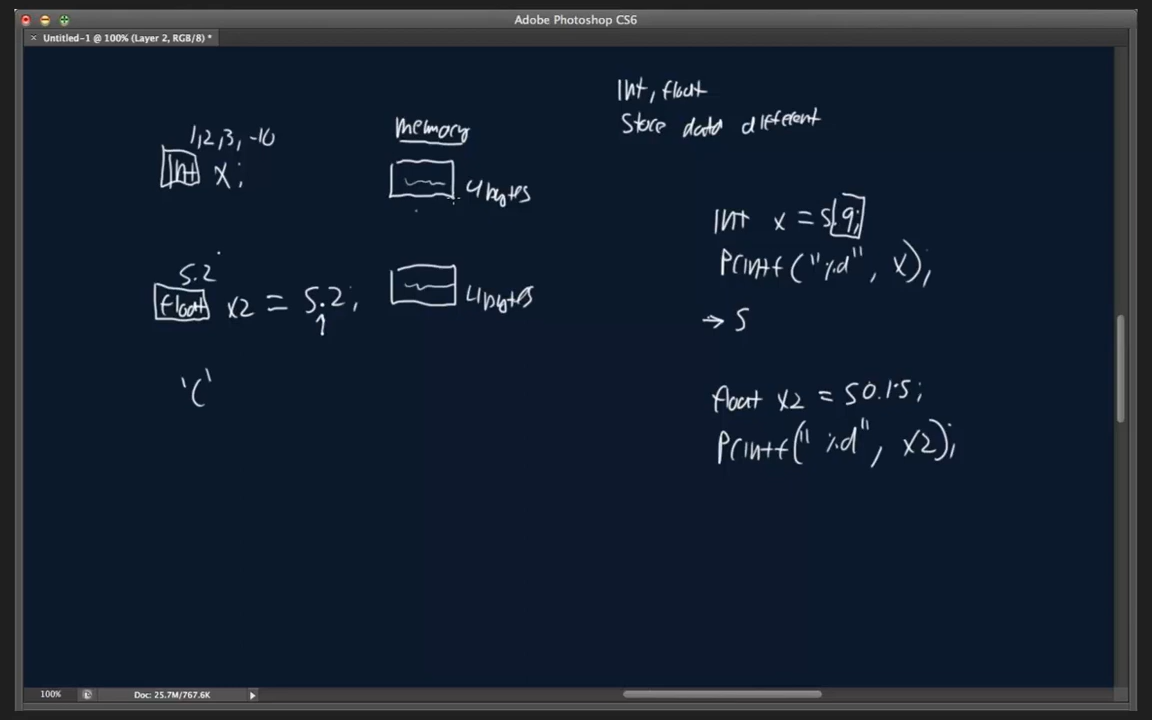 Adobe Photoshop CS6
Untitled-1 @ 100% (Layer 2, RGB/8) *
Int, float
Store data different
memory
1,2,3, -10
Int x;
4 bytes
Int x = 5.9;
Printf("%d", x);
→ 5
5.2
float x2 = 5.2;
4 bytes
'C'
float x2 = 50.15;
Printf("%d", x2);
100%
Doc: 25.7M/767.6K